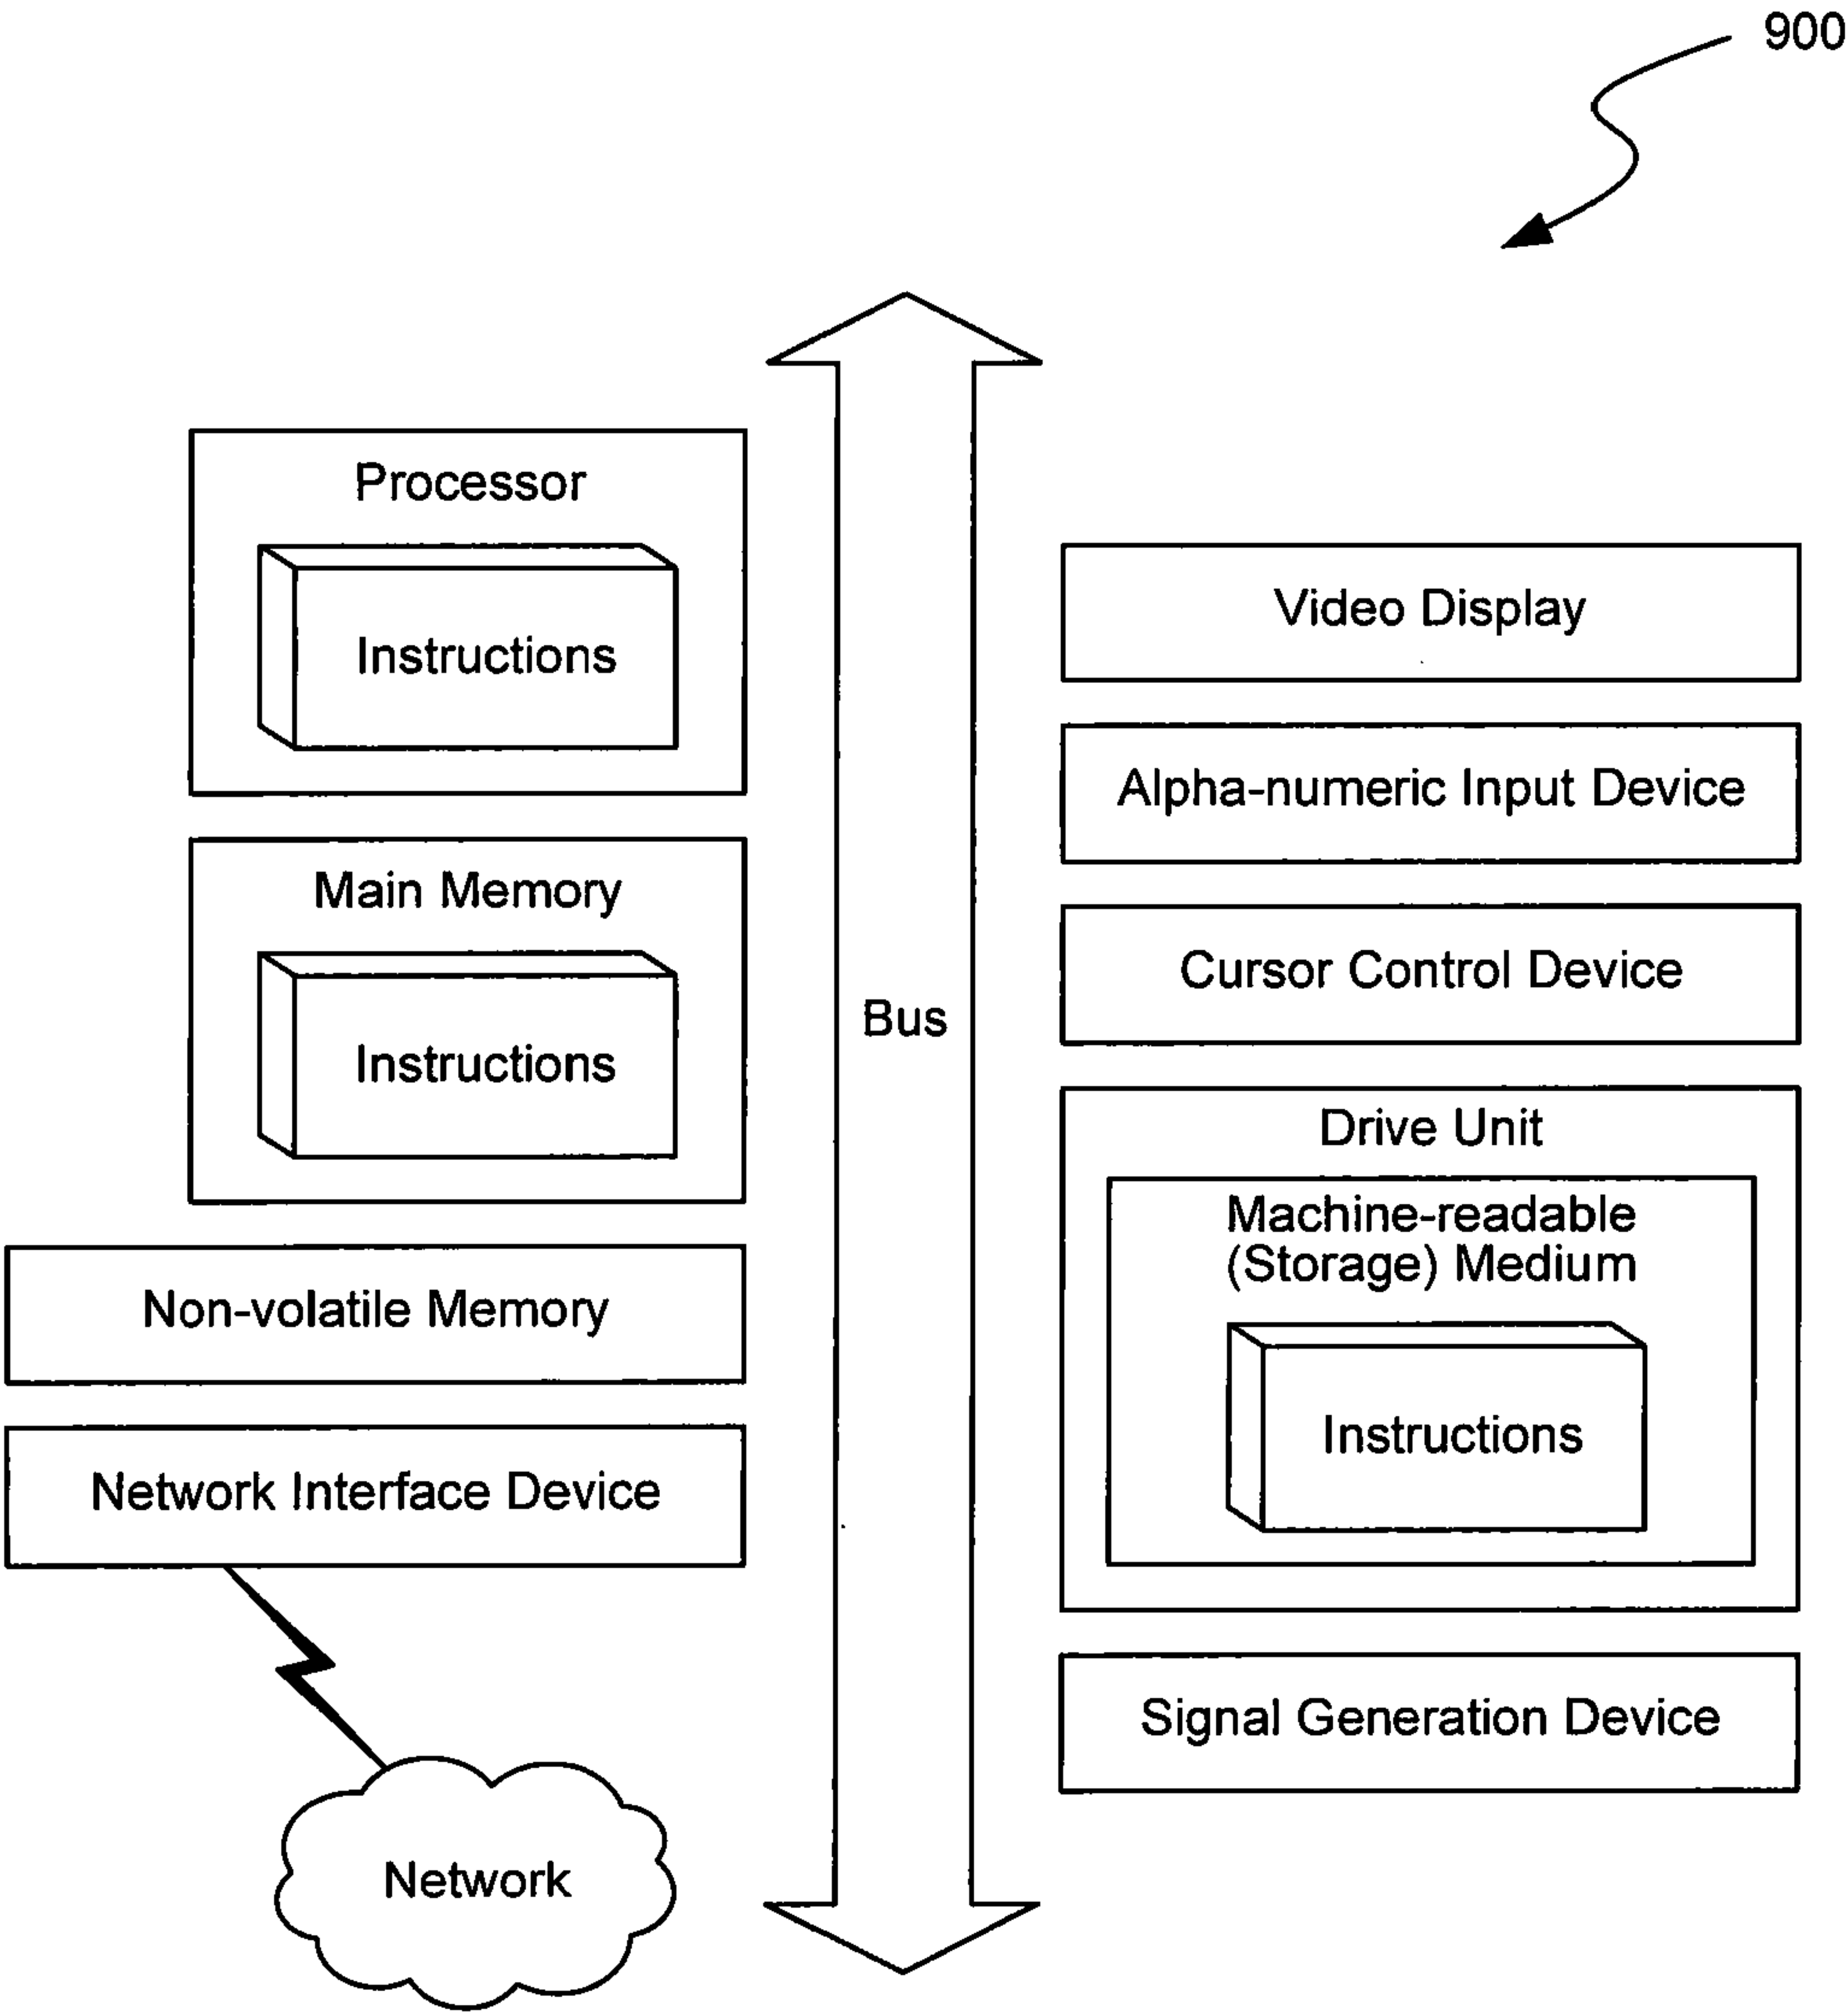 900
Processor
Instructions
Main Memory
Instructions
Non-volatile Memory
Network Interface Device
Network
Bus
Video Display
Alpha-numeric Input Device
Cursor Control Device
Drive Unit
Machine-readable
(Storage) Medium
Instructions
Signal Generation Device